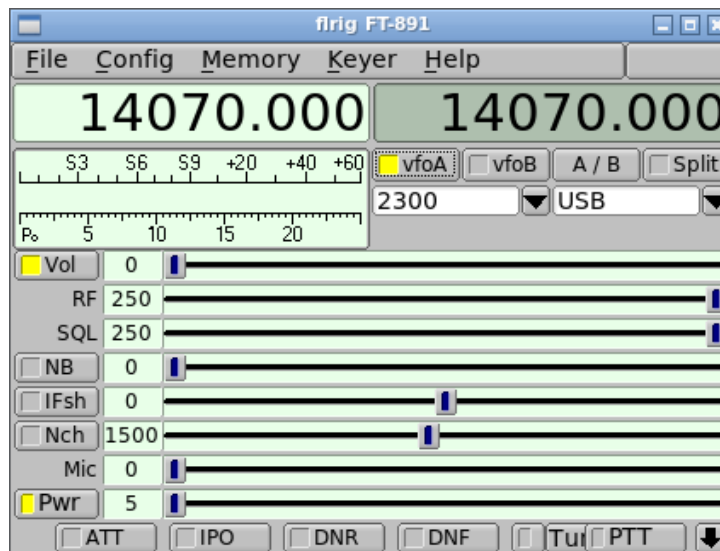 flrig FT-891
File Config Memory Keyer Help
14070.000 14070.000
S3 S6 S9 +20 +40 +60
vfoA vfoB A / B Split
2300 USB
Po 5 10 15 20
Vol 0
RF 250
SQL 250
NB 0
IFsh 0
Nch 1500
Mic 0
Pwr 5
ATT IPO DNR DNF Tur PTT